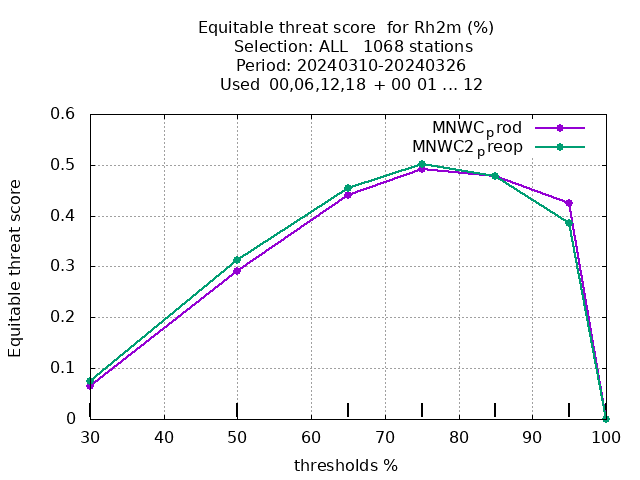 Equitable threat score  for Rh2m (%)
Selection: ALL   1068 stations
Period: 20240310-20240326
Used  00,06,12,18  + 00 01 ... 12
MNWC_prod
MNWC2_preop
0.6
0.5
0.4
0.3
0.2
0.1
0
Equitable threat score
30 40 50 60 70 80 90 100
thresholds %